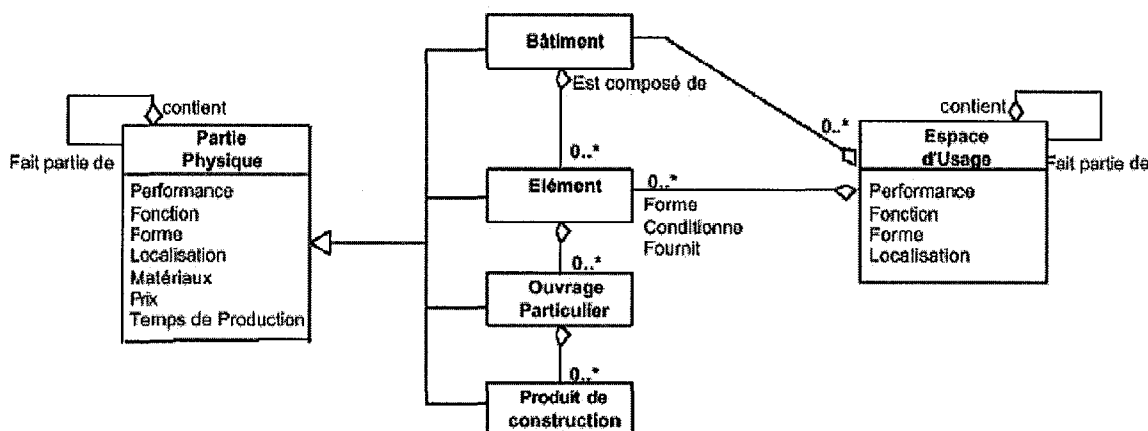 Bâtiment
Est composé de
contient
Partie
Physique
Fait partie de
Performance
Fonction
Forme
Localisation
Matériaux
Prix
Temps de Production
0..*
Elément
0..*
Forme
Conditionne
Fournit
0..*
Ouvrage
Particulier
0..*
Produit de
construction
contient
0..*
Espace
d'Usage
Fait partie de
Performance
Fonction
Forme
Localisation